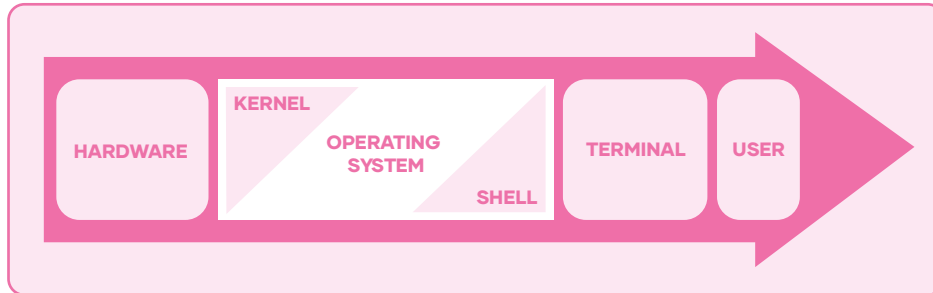 HARDWARE
KERNEL
OPERATING
SYSTEM
SHELL
TERMINAL
USER